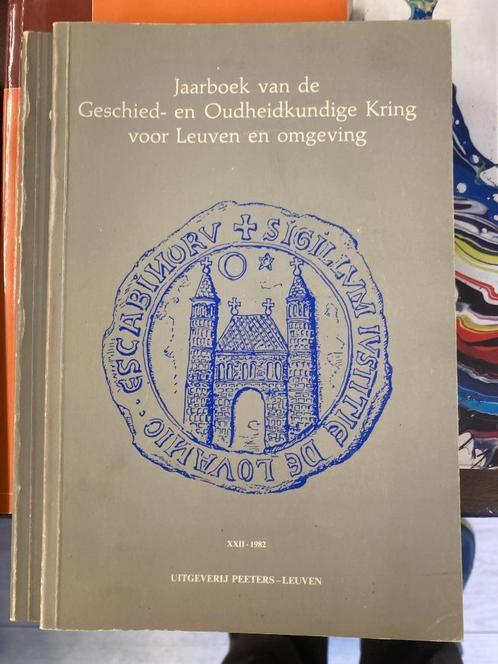 Jaarboek van de
Geschied- en Oudheidkundige Kring
voor Leuven en omgeving
✝ SIGILLVM IVSTITIE DE LOVANIO · ESCABINORV
XXII - 1982
UITGEVERIJ PEETERS – LEUVEN